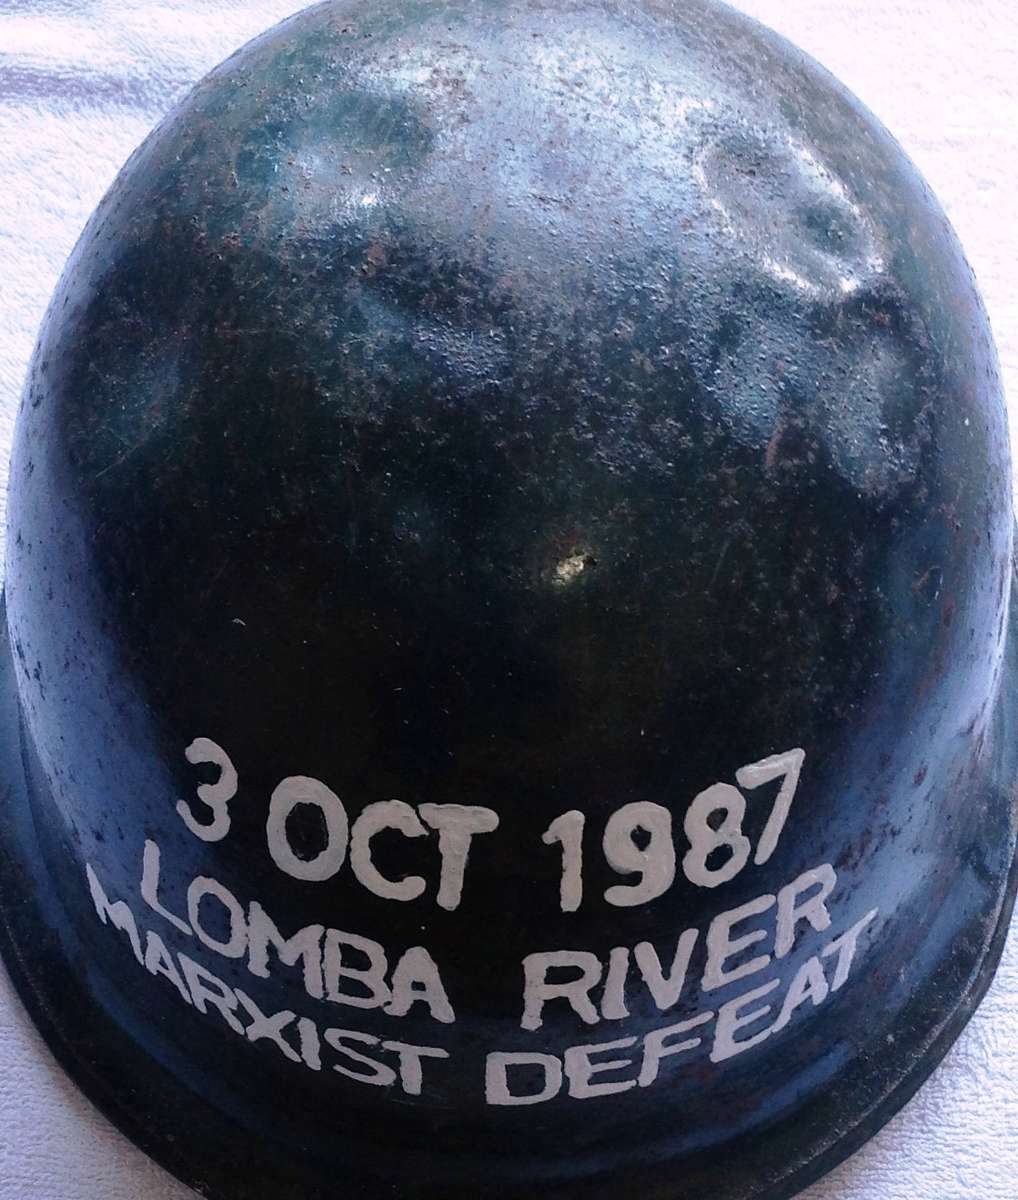 3 OCT 1987
LOMBA RIVER
MARXIST DEFEAT